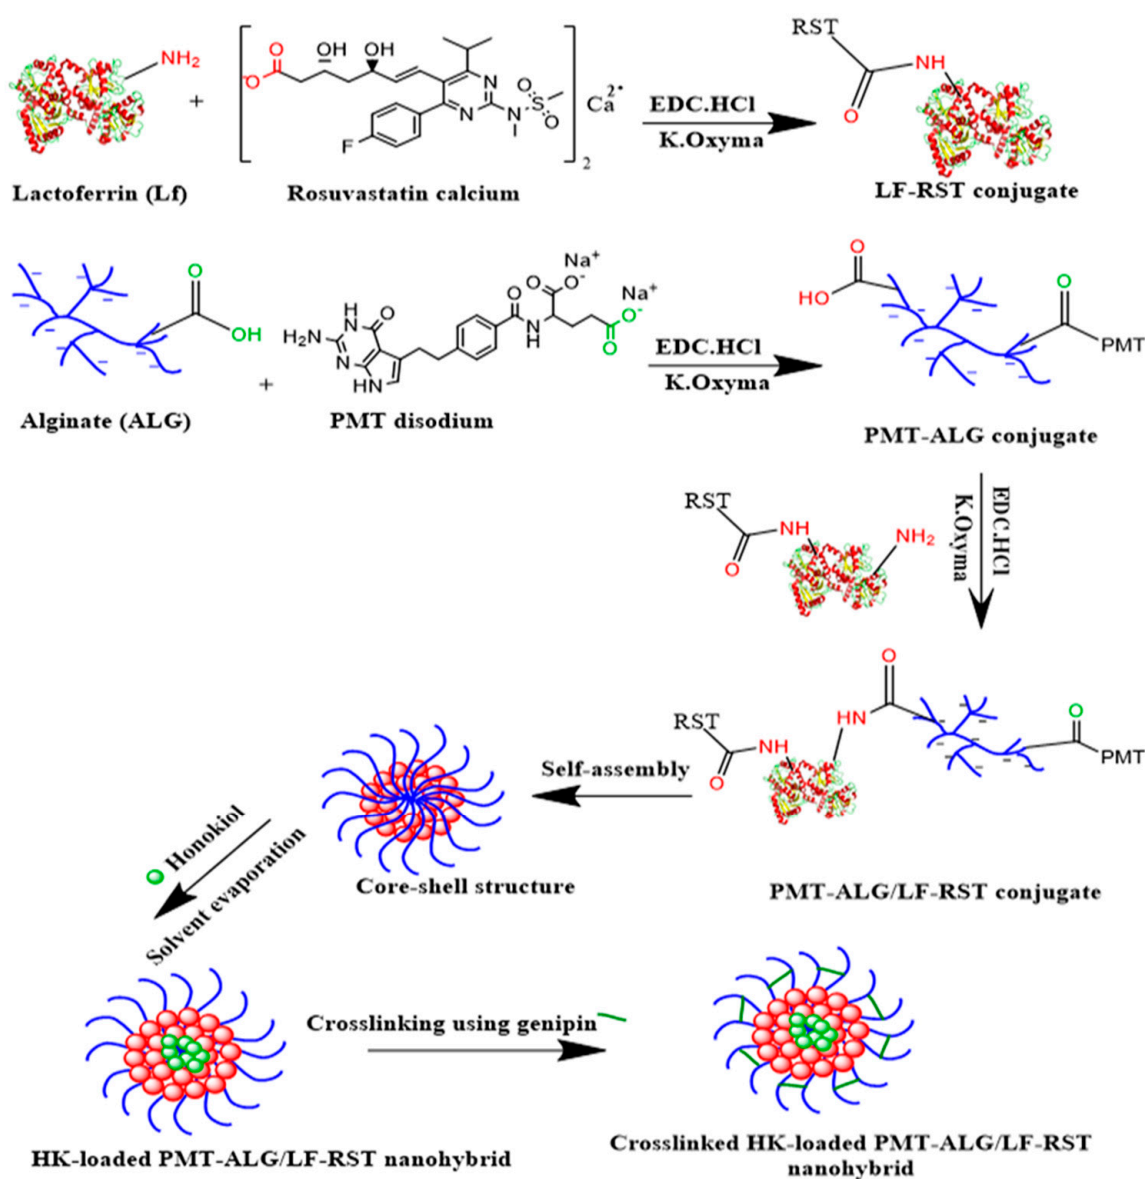 NH2
+
O
O
OH
OH
N
N
N
S
O
O
F
2
Ca2+
EDC.HCl
K.Oxyma
RST
NH
O
Lactoferrin (Lf)
Rosuvastatin calcium
LF-RST conjugate
O
OH
+
H2N
NH
O
N
HN
O
N
H
O
O-
Na+
Na+
O-
O
EDC.HCl
K.Oxyma
O
HO
O
PMT
Alginate (ALG)
PMT disodium
PMT-ALG conjugate
RST
NH
O
NH2
EDC.HCl
K.Oxyma
RST
NH
O
HN
O
O
PMT
Self-assembly
Core-shell structure
PMT-ALG/LF-RST conjugate
Honokiol
Solvent evaporation
Crosslinking using genipin
HK-loaded PMT-ALG/LF-RST nanohybrid
Crosslinked HK-loaded PMT-ALG/LF-RST
nanohybrid